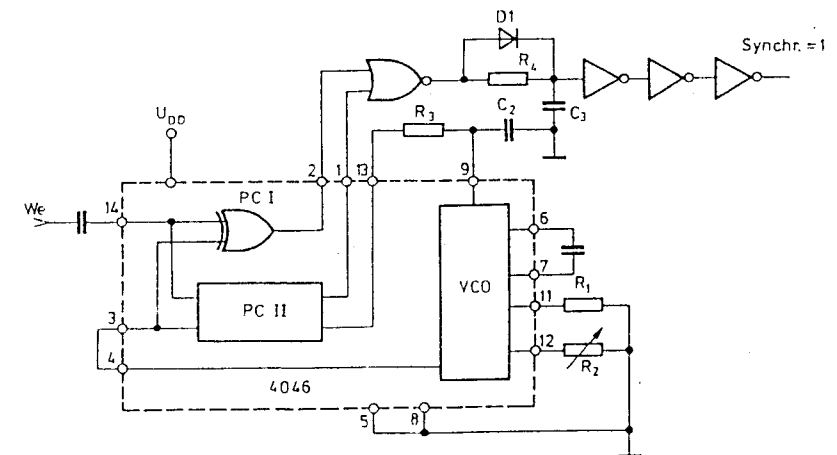 D1
Synchr. = 1
R4
C3
C2
R3
UDD
2
1
13
9
PC I
We
14
6
7
VCO
R1
11
PC II
3
12
R2
4
4046
5
8